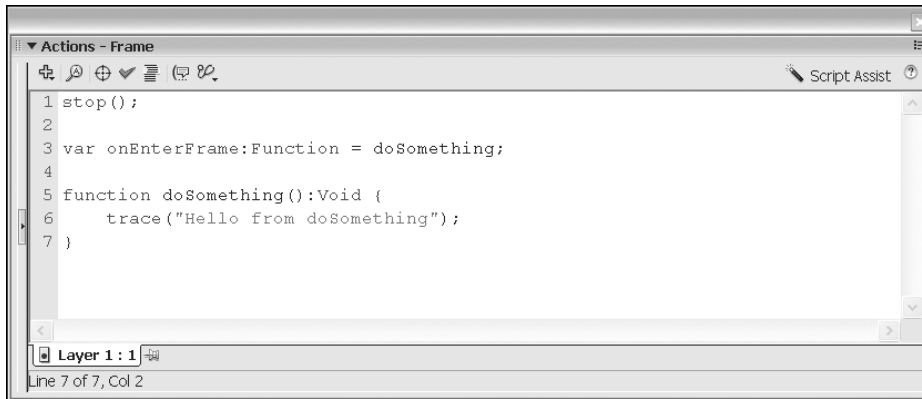 Actions - Frame
Script Assist
1 stop();
2
3 var onEnterFrame:Function = doSomething;
4
5 function doSomething():Void {
6     trace("Hello from doSomething");
7 }
Layer 1 : 1
Line 7 of 7, Col 2